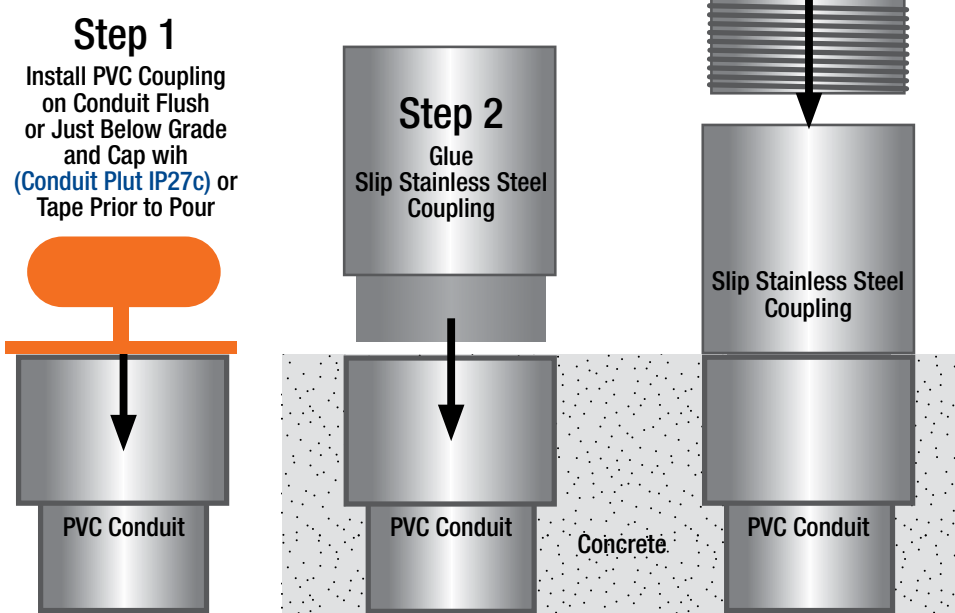 Step 1
Install PVC Coupling
on Conduit Flush
or Just Below Grade
and Cap wih
(Conduit Plut IP27c) or
Tape Prior to Pour
PVC Conduit
Step 2
Glue
Slip Stainless Steel
Coupling
PVC Conduit
Concrete
Slip Stainless Steel
Coupling
PVC Conduit